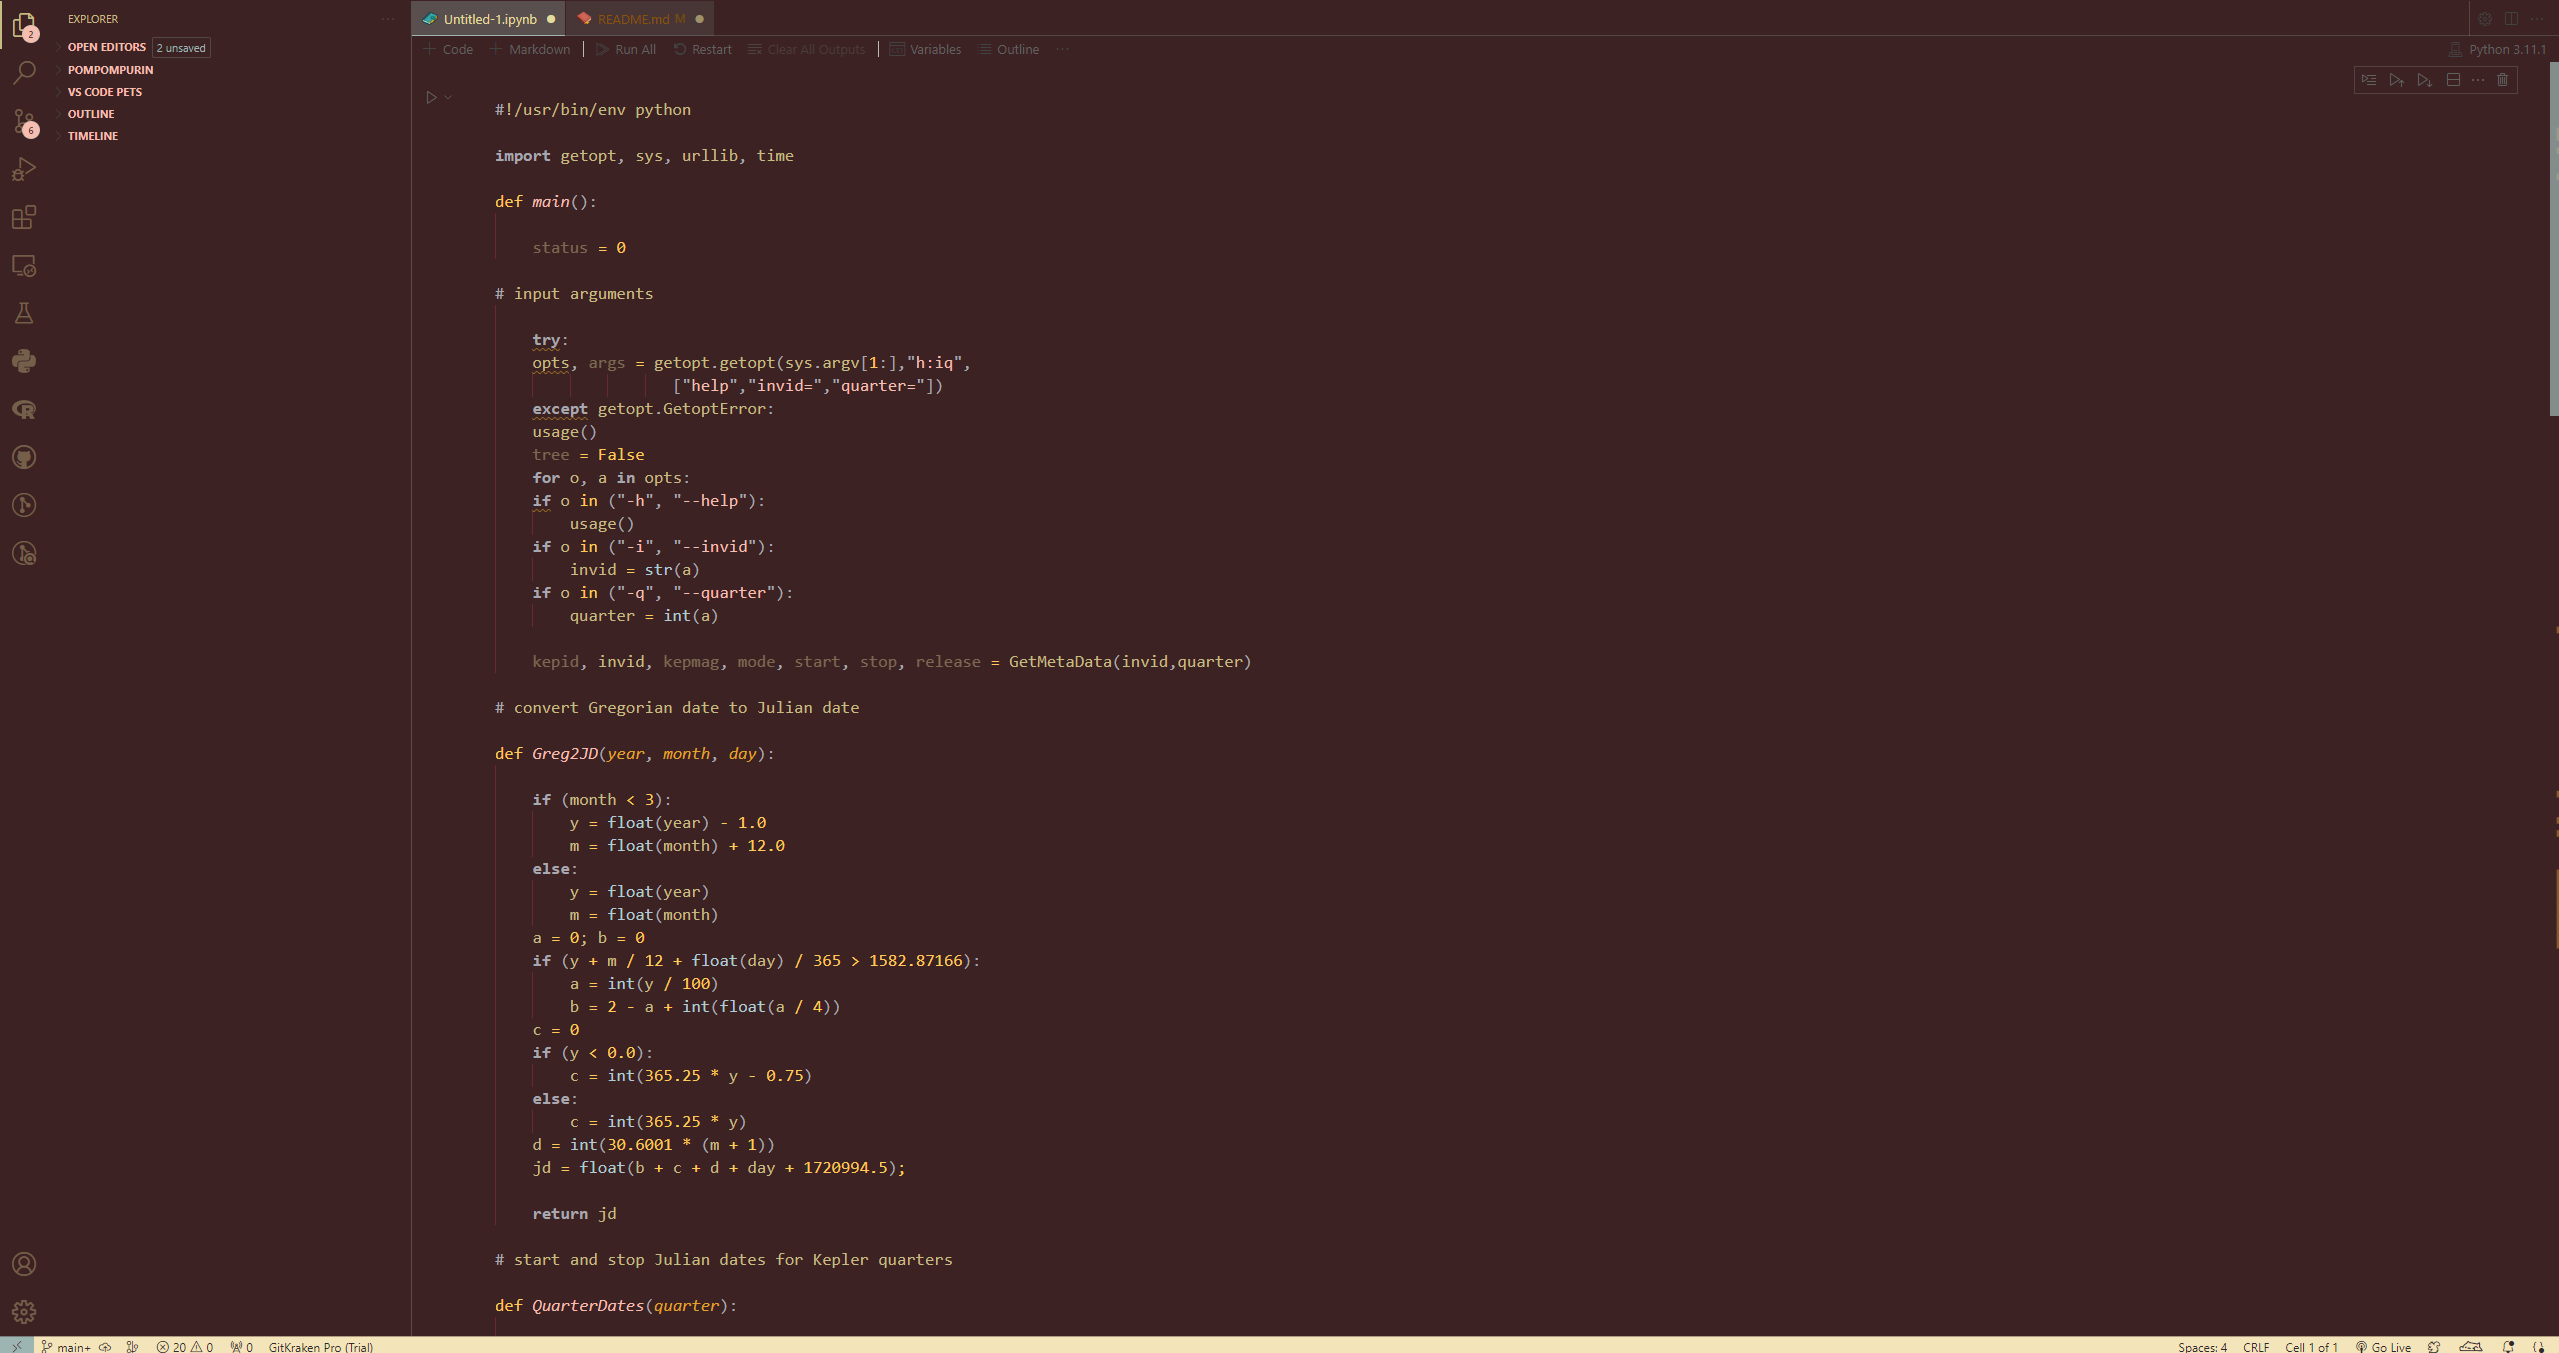 EXPLORER
OPEN EDITORS 2 unsaved
POMPOMPURIN
VS CODE PETS
OUTLINE
TIMELINE
2
6
Untitled-1.ipynb README.md M
Code Markdown Run All Restart Clear All Outputs Variables Outline
Python 3.11.1
#!/usr/bin/env python
import getopt, sys, urllib, time
def main():
status = 0
# input arguments
try:
opts, args = getopt.getopt(sys.argv[1:],"h:iq",
["help","invid=","quarter="])
except getopt.GetoptError:
usage()
tree = False
for o, a in opts:
if o in ("-h", "--help"):
usage()
if o in ("-i", "--invid"):
invid = str(a)
if o in ("-q", "--quarter"):
quarter = int(a)
kepid, invid, kepmag, mode, start, stop, release = GetMetaData(invid,quarter)
# convert Gregorian date to Julian date
def Greg2JD(year, month, day):
if (month < 3):
y = float(year) - 1.0
m = float(month) + 12.0
else:
y = float(year)
m = float(month)
a = 0; b = 0
if (y + m / 12 + float(day) / 365 > 1582.87166):
a = int(y / 100)
b = 2 - a + int(float(a / 4))
c = 0
if (y < 0.0):
c = int(365.25 * y - 0.75)
else:
c = int(365.25 * y)
d = int(30.6001 * (m + 1))
jd = float(b + c + d + day + 1720994.5);
return jd
# start and stop Julian dates for Kepler quarters
def QuarterDates(quarter):
main+ 20 0 0 GitKraken Pro (Trial)
Spaces: 4 CRLF Cell 1 of 1 Go Live